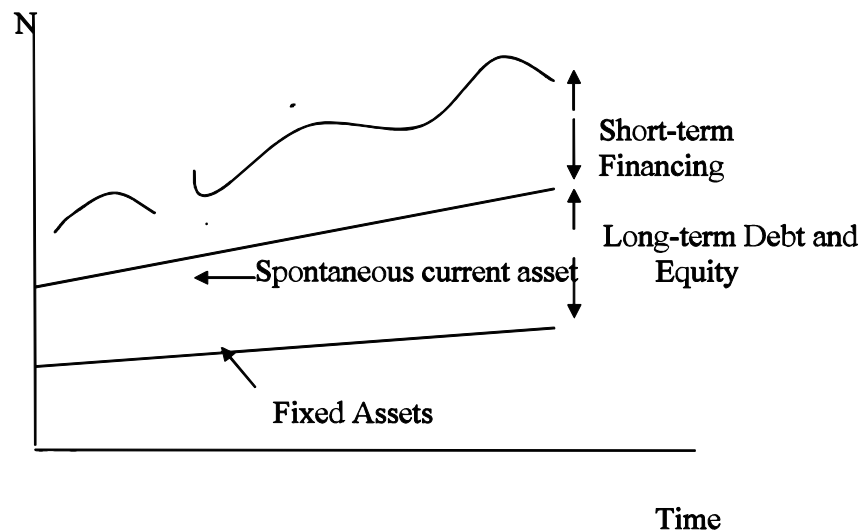 N
Short-term
Financing
Long-term Debt and
Equity
Spontaneous current asset
Fixed Assets
Time